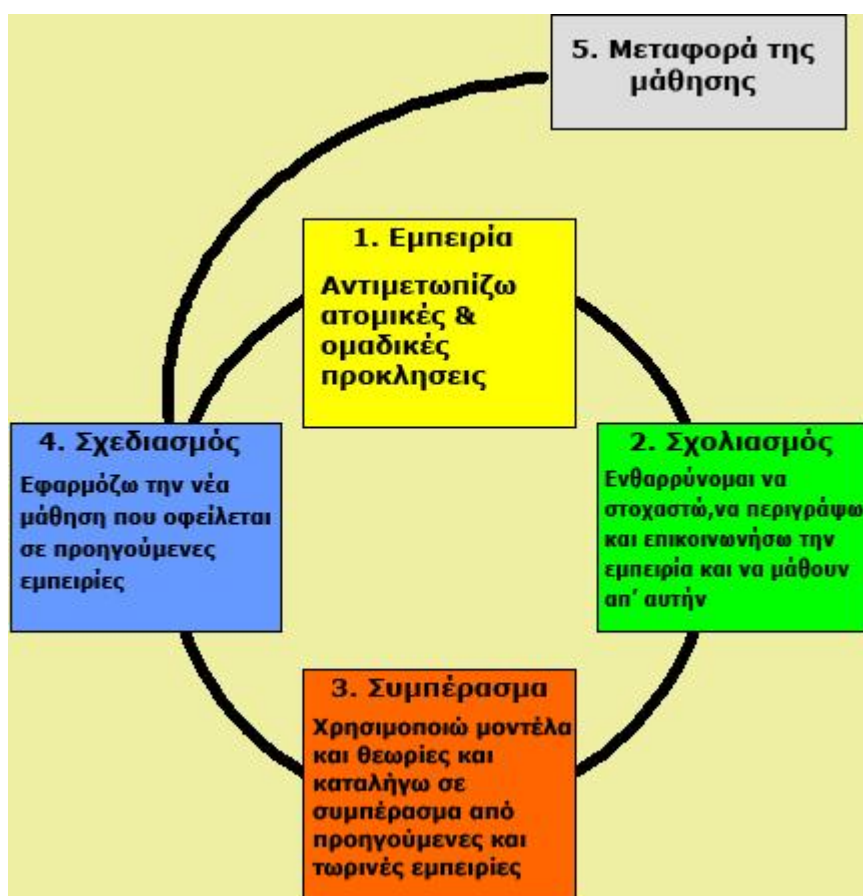 5. Μεταφορά της
μάθησης
1. Εμπειρία
Αντιμετωπίζω
ατομικές &
ομαδικές
προκλησεις
2. Σχολιασμός
Ενθαρρύνομαι να
στοχαστώ,να περιγράψω
και επικοινωνήσω την
εμπειρία και να μάθουν
απ' αυτήν
3. Συμπέρασμα
Χρησιμοποιώ μοντέλα
και θεωρίες και
καταλήγω σε
συμπέρασμα από
προηγούμενες και
τωρινές εμπειρίες
4. Σχεδιασμός
Εφαρμόζω την νέα
μάθηση που οφείλεται
σε προηγούμενες
εμπειρίες